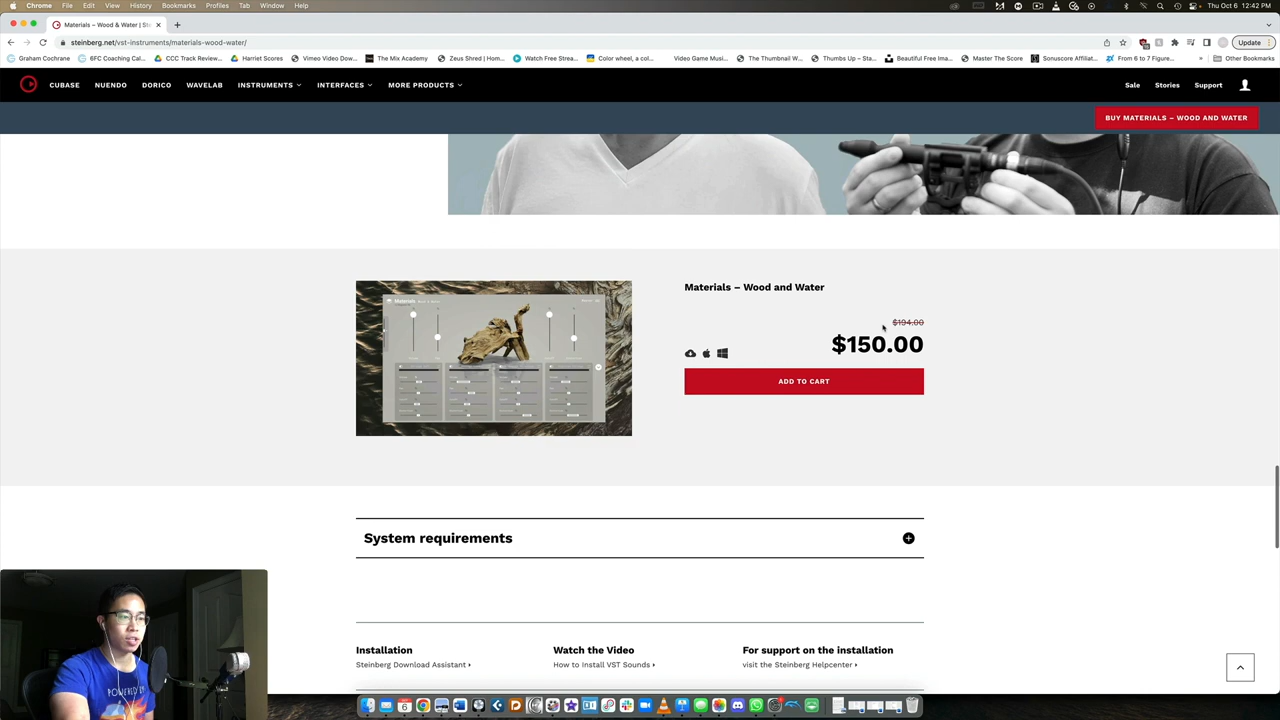 Chrome File Edit View History Bookmarks Profiles Tab Window Help Thu Oct 6 12:42 PM
Materials – Wood & Water | Ste
steinberg.net/vst-instruments/materials-wood-water/ Update
Graham Cochrane 6FC Coaching Cal... CCC Track Review... Harriet Scores Vimeo Video Dow... The Mix Academy Zeus Shred | Hom... Watch Free Strea... Color wheel, a col... Video Game Musi... The Thumbnail W... Thumbs Up – Sta... Beautiful Free Ima... Master The Score Sonuscore Affiliat... From 6 to 7 Figure... » Other Bookmarks
CUBASE NUENDO DORICO WAVELAB INSTRUMENTS INTERFACES MORE PRODUCTS Sale Stories Support
BUY MATERIALS – WOOD AND WATER
Materials – Wood and Water
$194.00
$150.00
ADD TO CART
Materials
System requirements
POWERED BY
Installation
Steinberg Download Assistant
Watch the Video
How to Install VST Sounds
For support on the installation
visit the Steinberg Helpcenter